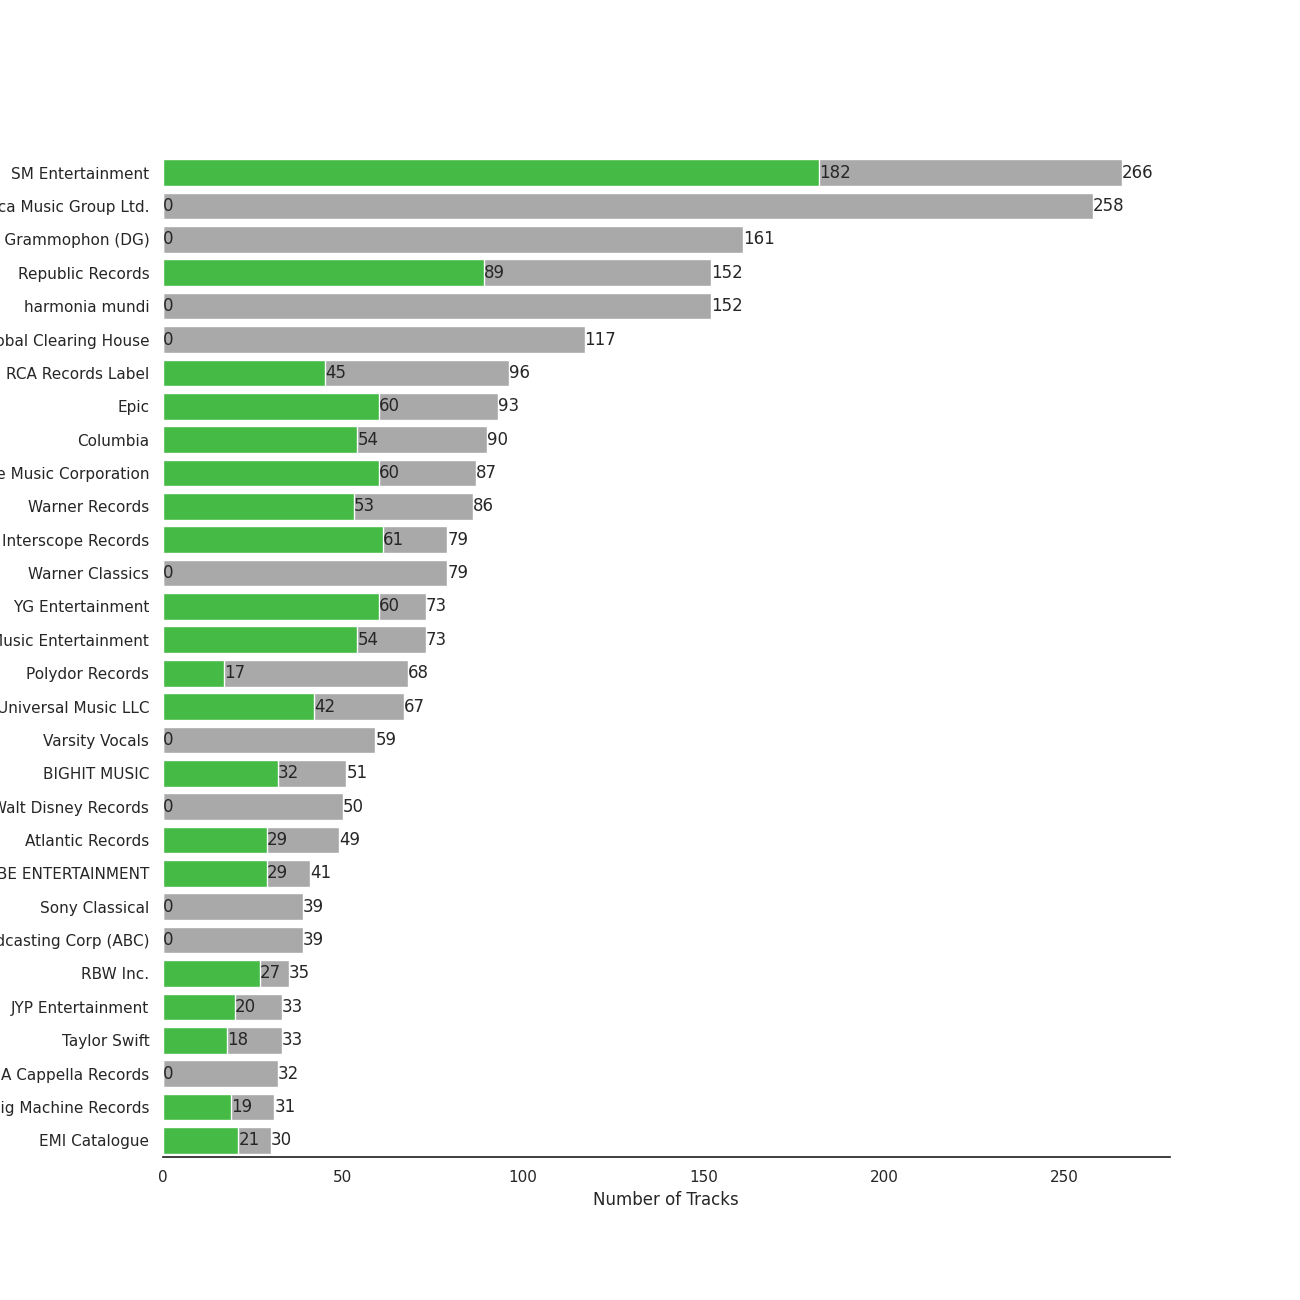 SM Entertainment 182 266
Music Group Ltd. 0 258
Grammophon (DG) 0 161
Republic Records 89 152
harmonia mundi 0 152
Clearing House 0 117
RCA Records Label 45 96
Epic 60 93
Columbia 54 90
Music Corporation 60 87
Warner Records 53 86
Interscope Records 61 79
Warner Classics 0 79
YG Entertainment 60 73
Music Entertainment 54 73
Polydor Records 17 68
Universal Music LLC 42 67
Varsity Vocals 0 59
BIGHIT MUSIC 32 51
Walt Disney Records 0 50
Atlantic Records 29 49
BE ENTERTAINMENT 29 41
Sony Classical 0 39
dcasting Corp (ABC) 0 39
RBW Inc. 27 35
JYP Entertainment 20 33
Taylor Swift 18 33
A Cappella Records 0 32
ig Machine Records 19 31
EMI Catalogue 21 30
0 50 100 150 200 250
Number of Tracks